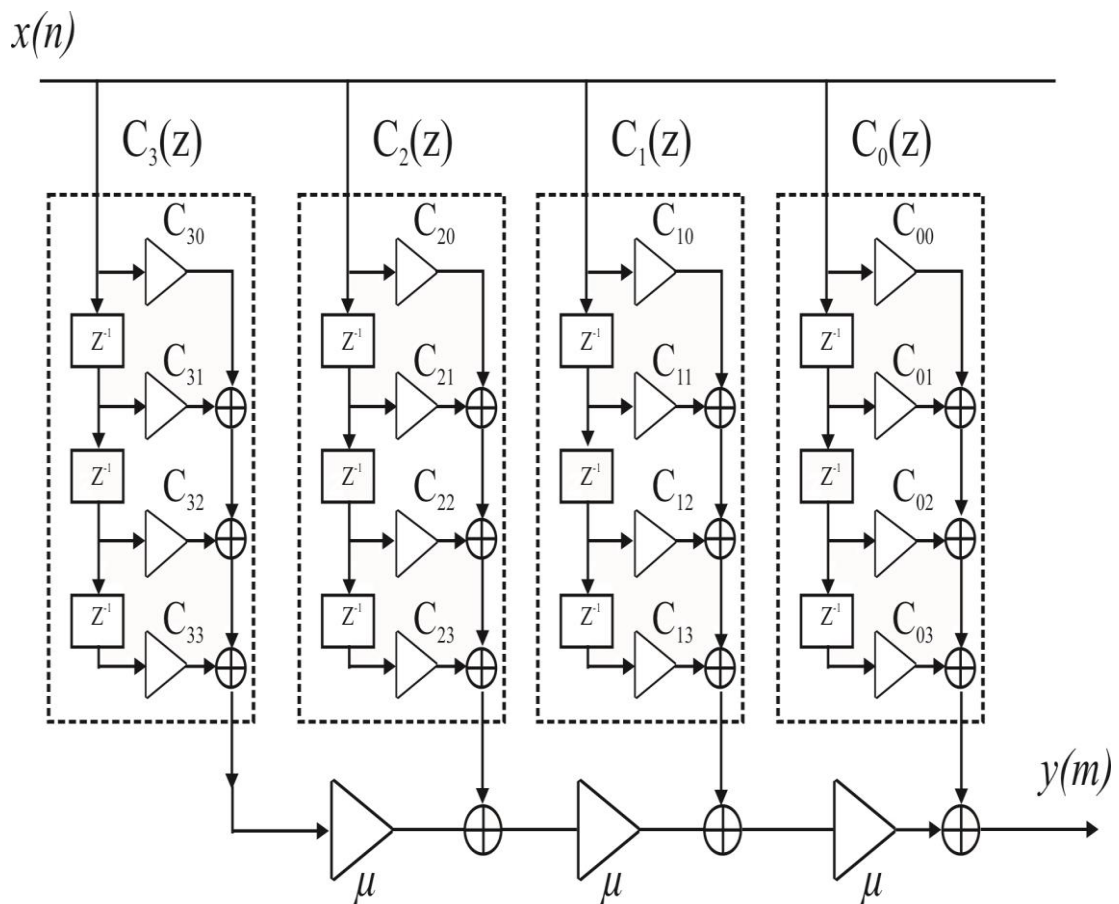 x(n)
C₃(z) C₂(z) C₁(z) C₀(z)
C₃₀ C₂₀ C₁₀ C₀₀
Z⁻¹ Z⁻¹ Z⁻¹ Z⁻¹
C₃₁ C₂₁ C₁₁ C₀₁
Z⁻¹ Z⁻¹ Z⁻¹ Z⁻¹
C₃₂ C₂₂ C₁₂ C₀₂
Z⁻¹ Z⁻¹ Z⁻¹ Z⁻¹
C₃₃ C₂₃ C₁₃ C₀₃
y(m)
μ μ μ